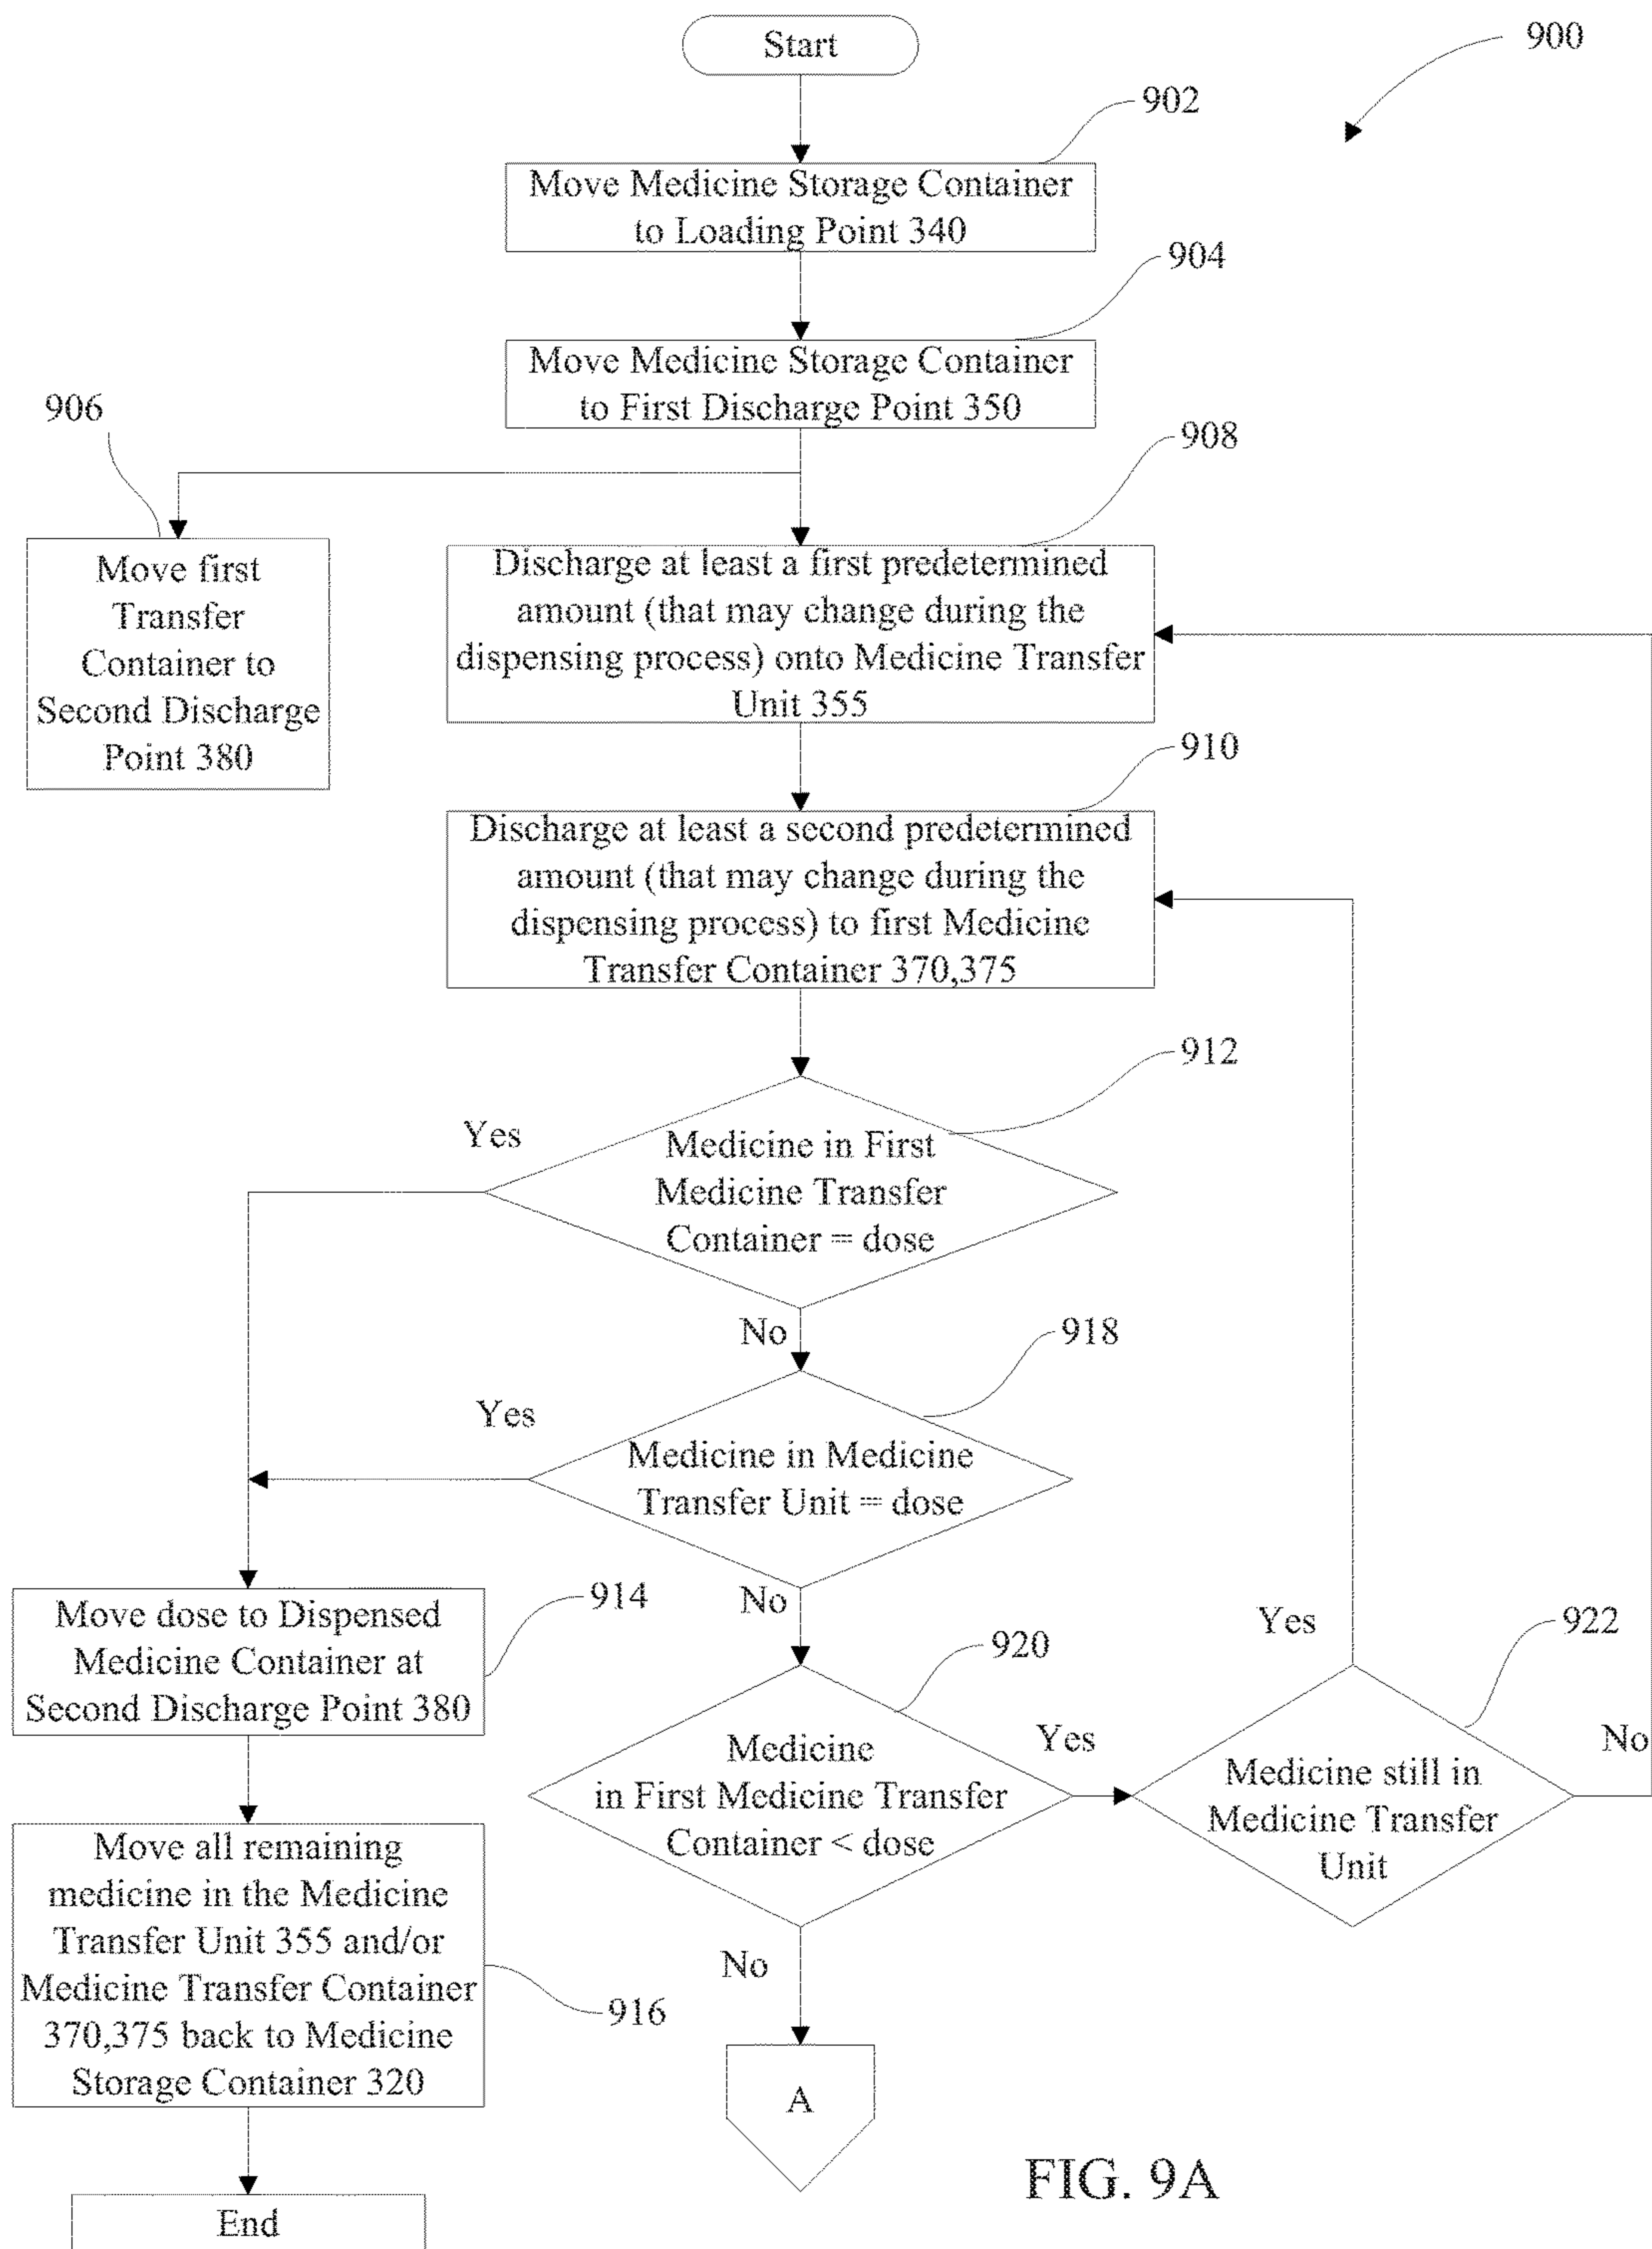 Start
900
902
Move Medicine Storage Container
to Loading Point 340
904
Move Medicine Storage Container
to First Discharge Point 350
906
908
Move first
Transfer
Container to
Second Discharge
Point 380
Discharge at least a first predetermined
amount (that may change during the
dispensing process) onto Medicine Transfer
Unit 355
910
Discharge at least a second predetermined
amount (that may change during the
dispensing process) to first Medicine
Transfer Container 370,375
912
Yes
Medicine in First
Medicine Transfer
Container = dose
No
918
Yes
Medicine in Medicine
Transfer Unit = dose
No
914
Move dose to Dispensed
Medicine Container at
Second Discharge Point 380
920
Medicine
in First Medicine Transfer
Container < dose
Yes
Yes
922
No
Medicine still in
Medicine Transfer
Unit
No
Move all remaining
medicine in the Medicine
Transfer Unit 355 and/or
Medicine Transfer Container
370,375 back to Medicine
Storage Container 320
916
A
End
FIG. 9A